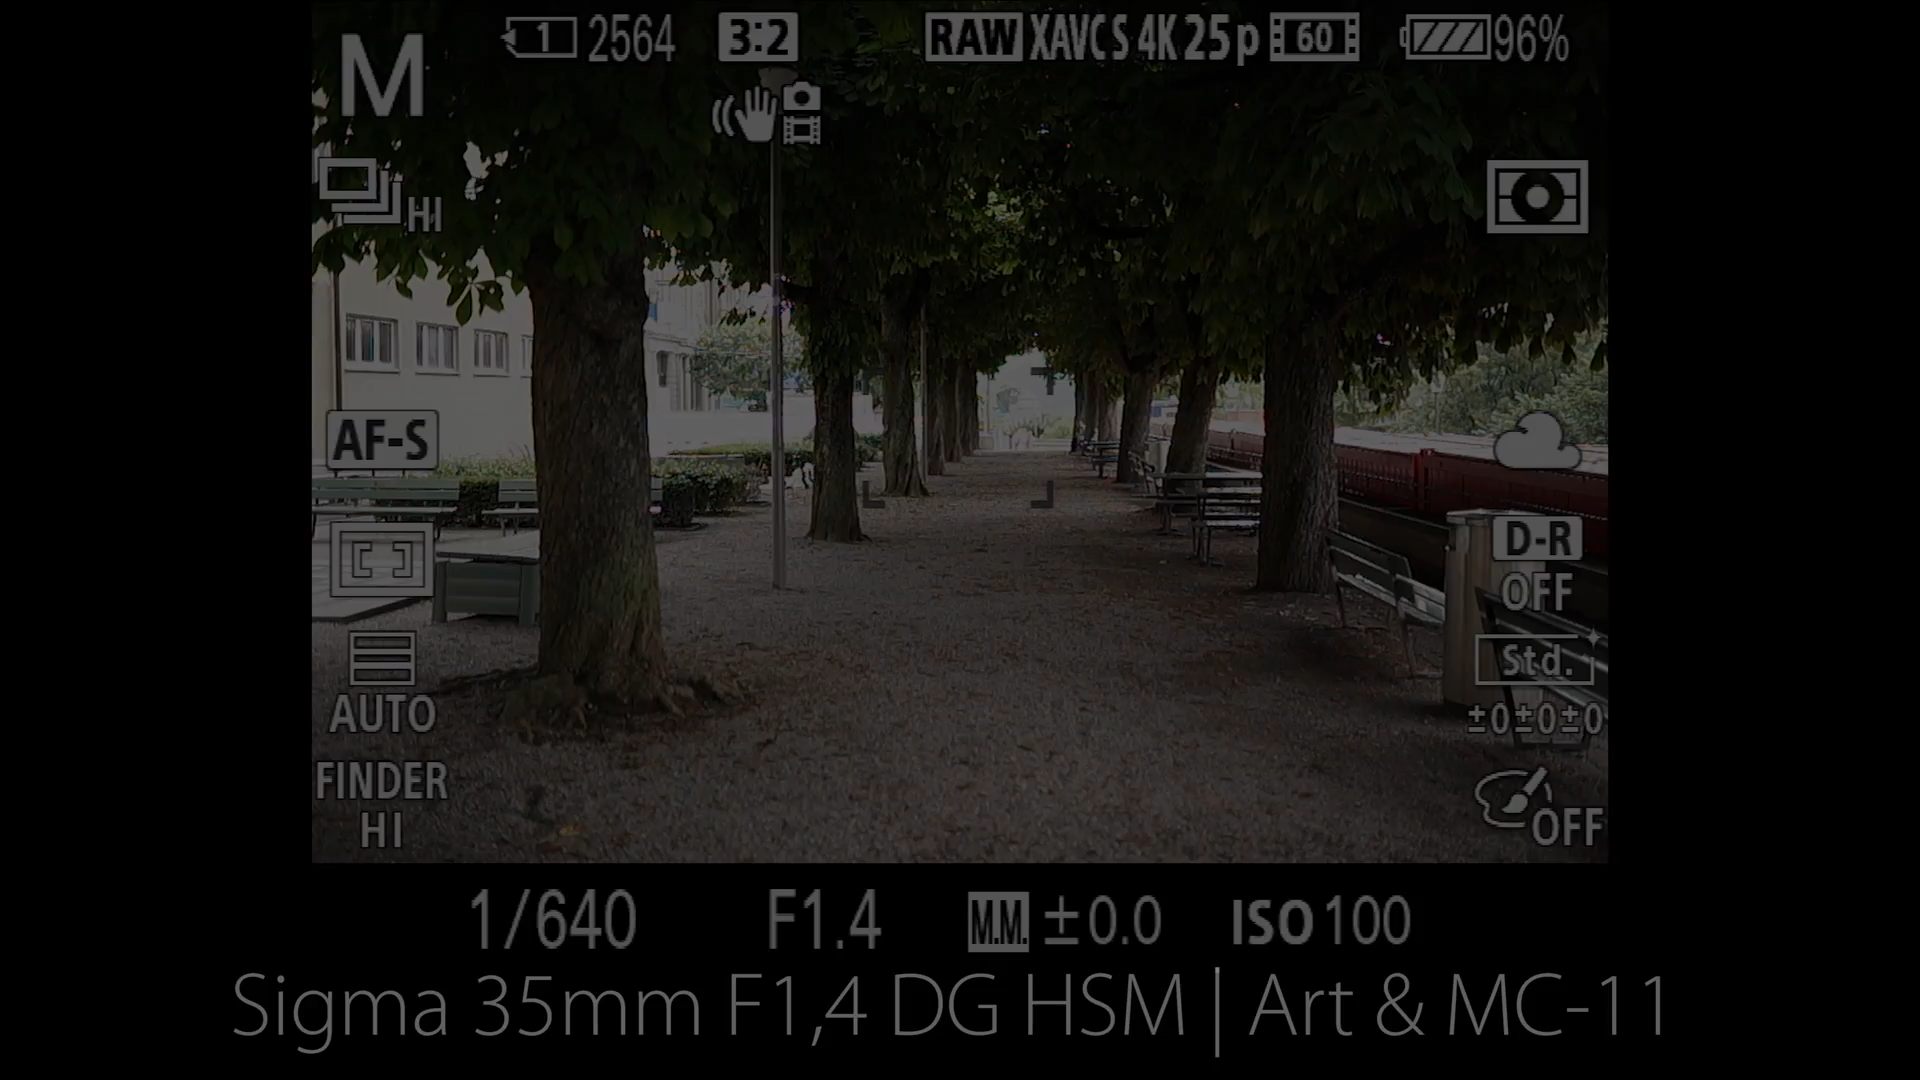 M 1 2564 3:2 RAW XAVC S 4K 25p 60 96%
HI
AF-S
D-R
OFF
Std.
AUTO ±0±0±0
FINDER
HI OFF
1/640 F1.4 M.M. ±0.0 ISO 100
Sigma 35mm F1,4 DG HSM | Art & MC-11